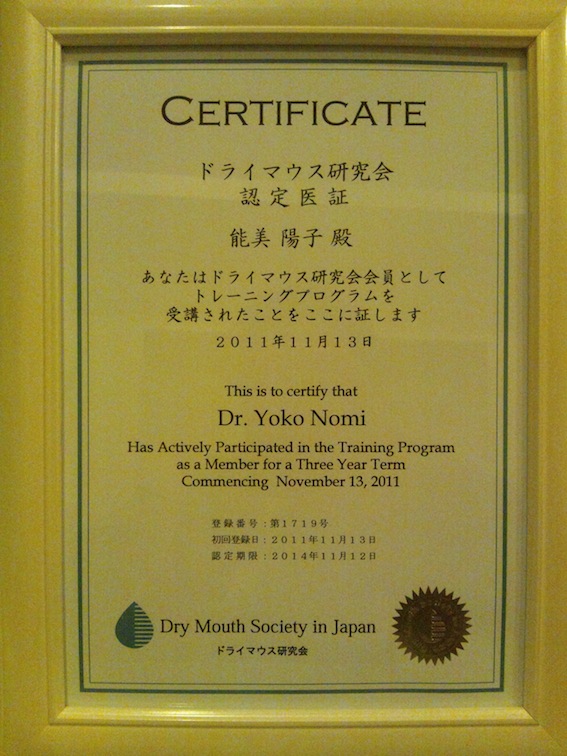 CERTIFICATE
ドライマウス研究会
認定医証
能美 陽子 殿
あなたはドライマウス研究会会員として
トレーニングプログラムを
受講されたことをここに証します
２０１１年１１月１３日
This is to certify that
Dr. Yoko Nomi
Has Actively Participated in the Training Program
as a Member for a Three Year Term
Commencing November 13, 2011
登録番号：第１７１９号
初回登録日：２０１１年１１月１３日
認定期限：２０１４年１１月１２日
Dry Mouth Society in Japan
ドライマウス研究会